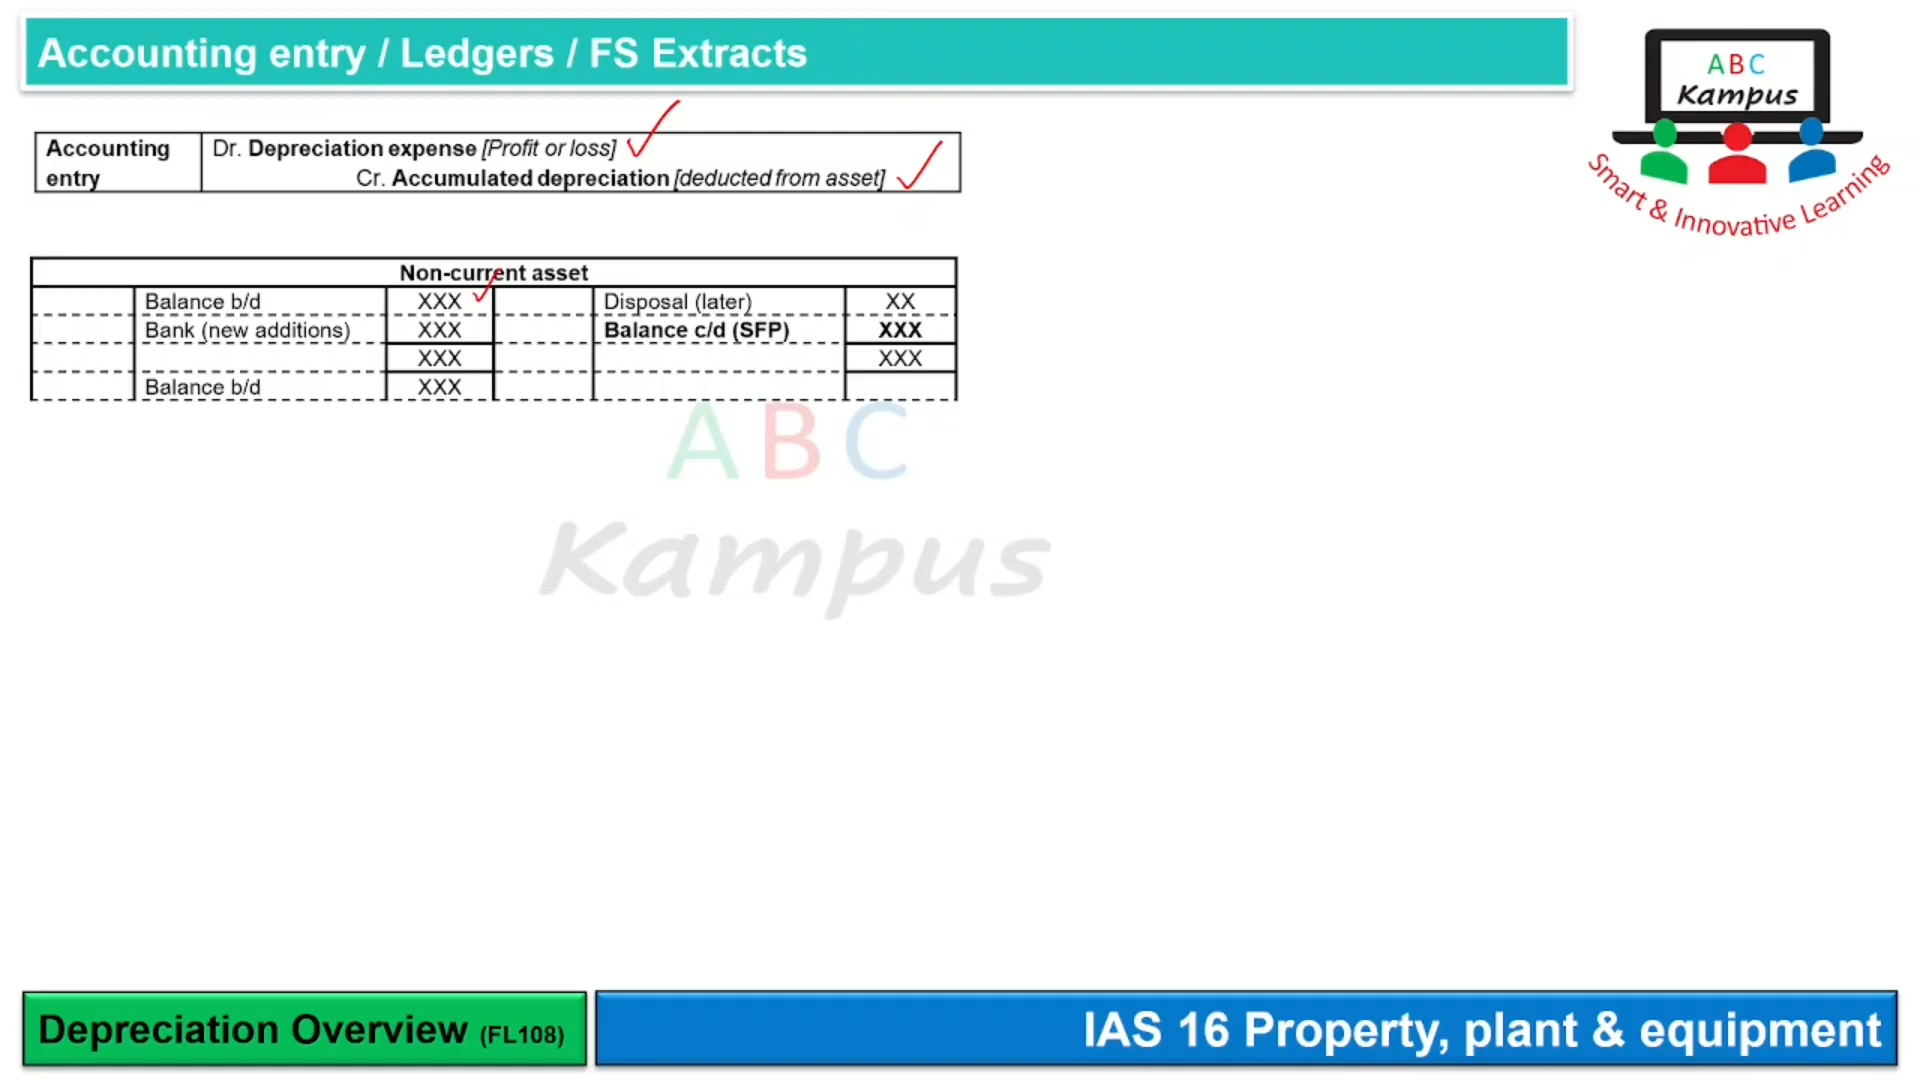 Accounting entry / Ledgers / FS Extracts
A B C
Kampus
Smart & Innovative Learning
Accounting entry
Dr. Depreciation expense [Profit or loss]
Cr. Accumulated depreciation [deducted from asset]
Non-current asset
Balance b/d XXX Disposal (later) XX
Bank (new additions) XXX Balance c/d (SFP) XXX
XXX XXX
Balance b/d XXX
A B C
Kampus
Depreciation Overview (FL108)
IAS 16 Property, plant & equipment